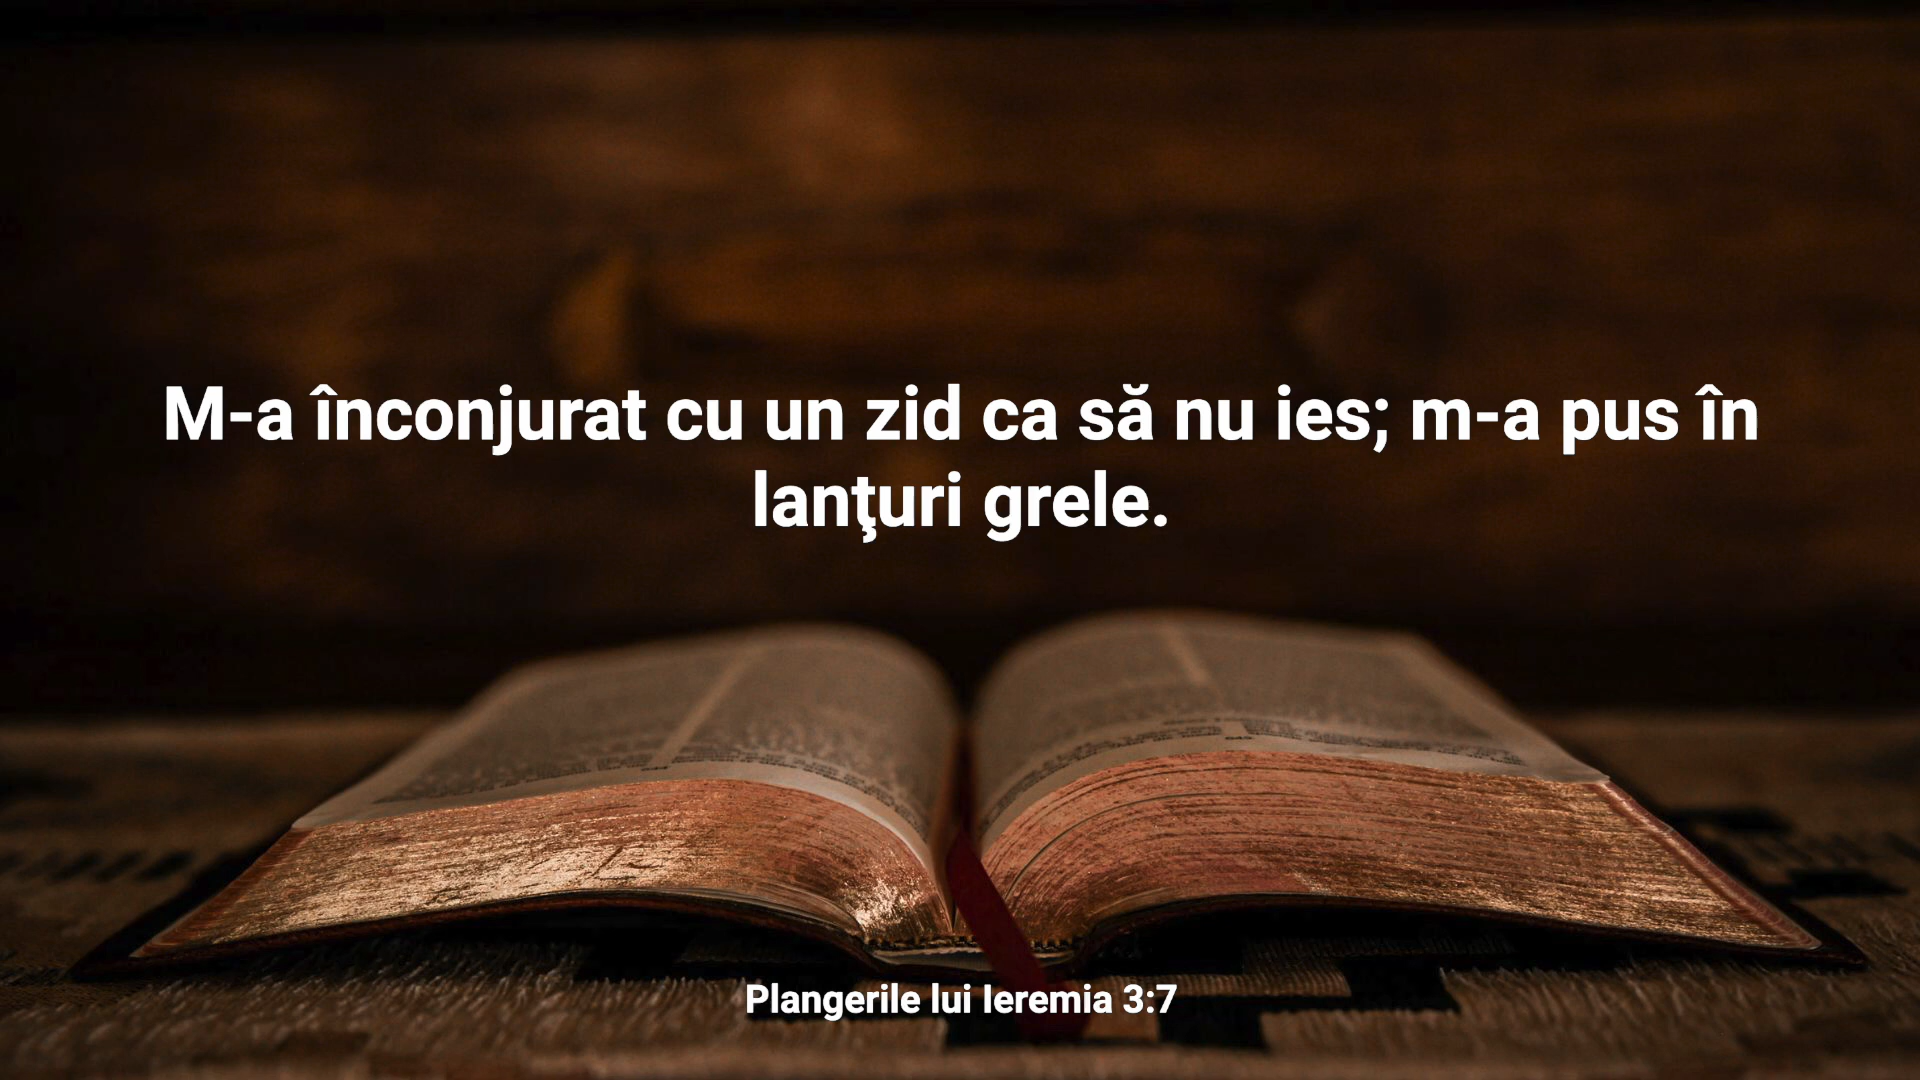 M-a înconjurat cu un zid ca să nu ies; m-a pus în
lanţuri grele.
Plangerile lui Ieremia 3:7